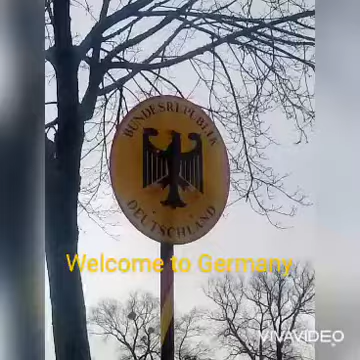 BUNDESREPUBLIK
DEUTSCHLAND
Welcome to Germany
VIVAVIDEO